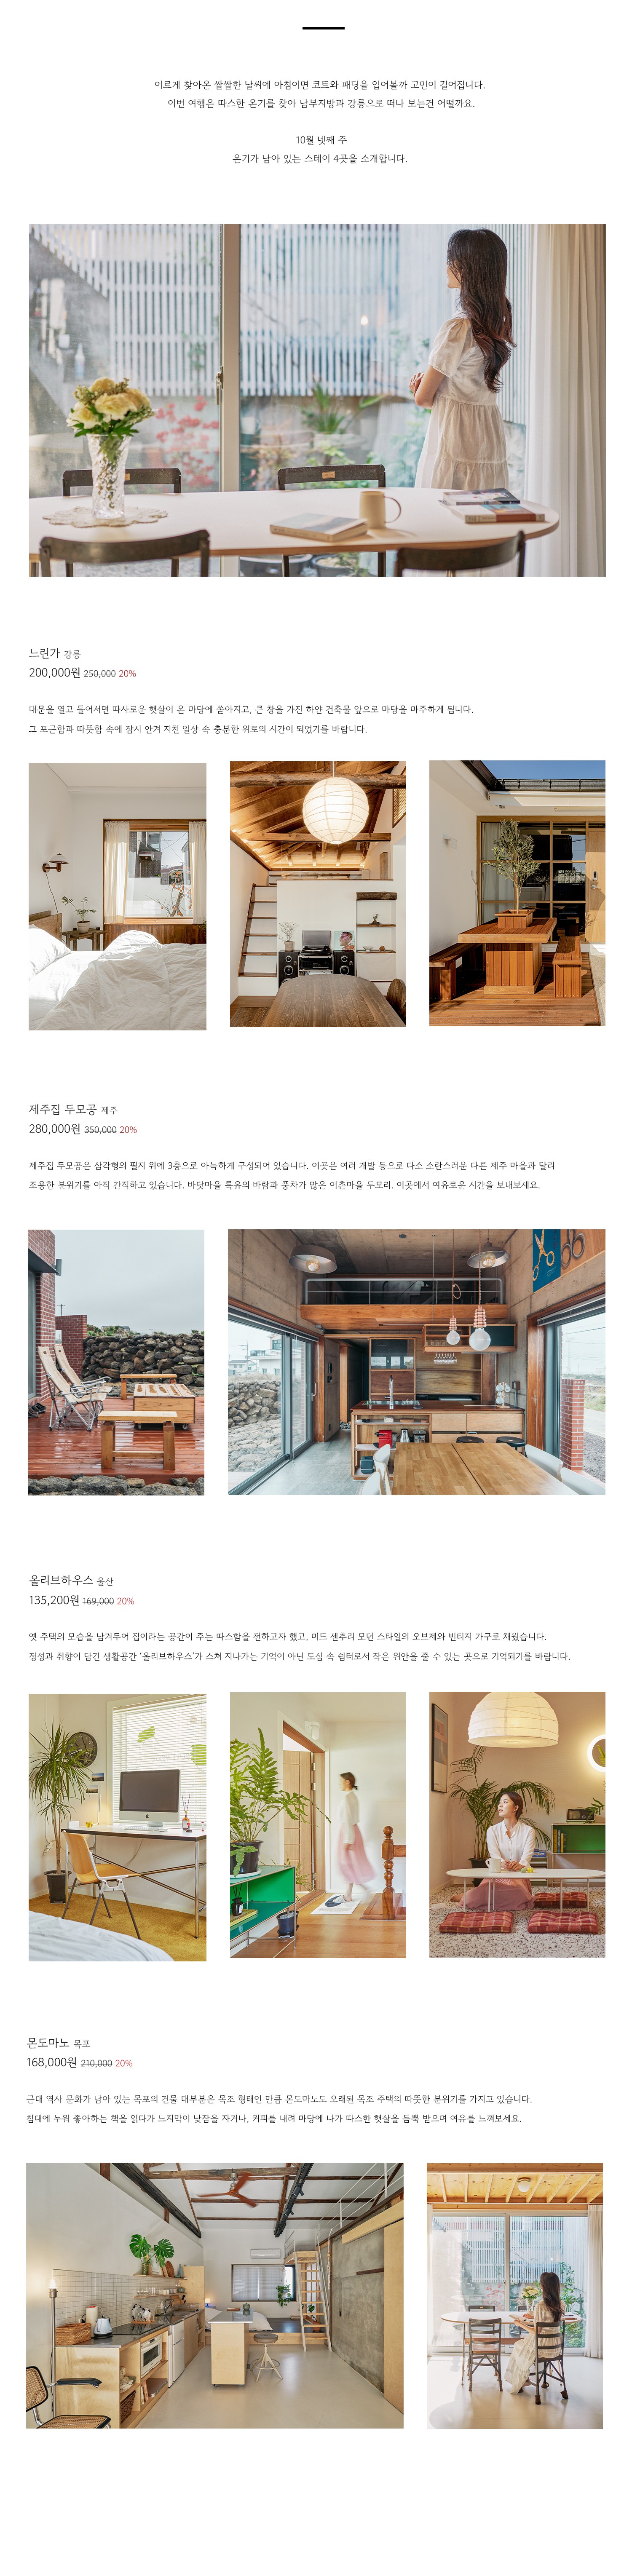 이르게 찾아온 쌀쌀한 날씨에 아침이면 코트와 패딩을 입어볼까 고민이 길어집니다.
이번 여행은 따스한 온기를 찾아 남부지방과 강릉으로 떠나 보는건 어떨까요.
10월 넷째 주
온기가 남아 있는 스테이 4곳을 소개합니다.
느린가 강릉
200,000원 250,000 20%
대문을 열고 들어서면 따사로운 햇살이 온 마당에 쏟아지고, 큰 창을 가진 하얀 건축물 앞으로 마당을 마주하게 됩니다.
그 포근함과 따뜻함 속에 잠시 안겨 지친 일상 속 충분한 위로의 시간이 되었기를 바랍니다.
제주집 두모공 제주
280,000원 350,000 20%
제주집 두모공은 삼각형의 필지 위에 3층으로 아늑하게 구성되어 있습니다. 이곳은 여러 개발 등으로 다소 소란스러운 다른 제주 마을과 달리
조용한 분위기를 아직 간직하고 있습니다. 바닷마을 특유의 바람과 풍차가 많은 어촌마을 두모리. 이곳에서 여유로운 시간을 보내보세요.
올리브하우스 울산
135,200원 169,000 20%
옛 주택의 모습을 남겨두어 집이라는 공간이 주는 따스함을 전하고자 했고, 미드 센추리 모던 스타일의 오브제와 빈티지 가구로 채웠습니다.
정성과 취향이 담긴 생활공간 '올리브하우스'가 스쳐 지나가는 기억이 아닌 도심 속 쉼터로서 작은 위안을 줄 수 있는 곳으로 기억되기를 바랍니다.
몬도마노 목포
168,000원 210,000 20%
근대 역사 문화가 남아 있는 목포의 건물 대부분은 목조 형태인 만큼 몬도마노도 오래된 목조 주택의 따뜻한 분위기를 가지고 있습니다.
침대에 누워 좋아하는 책을 읽다가 느지막이 낮잠을 자거나, 커피를 내려 마당에 나가 따스한 햇살을 듬뿍 받으며 여유를 느껴보세요.